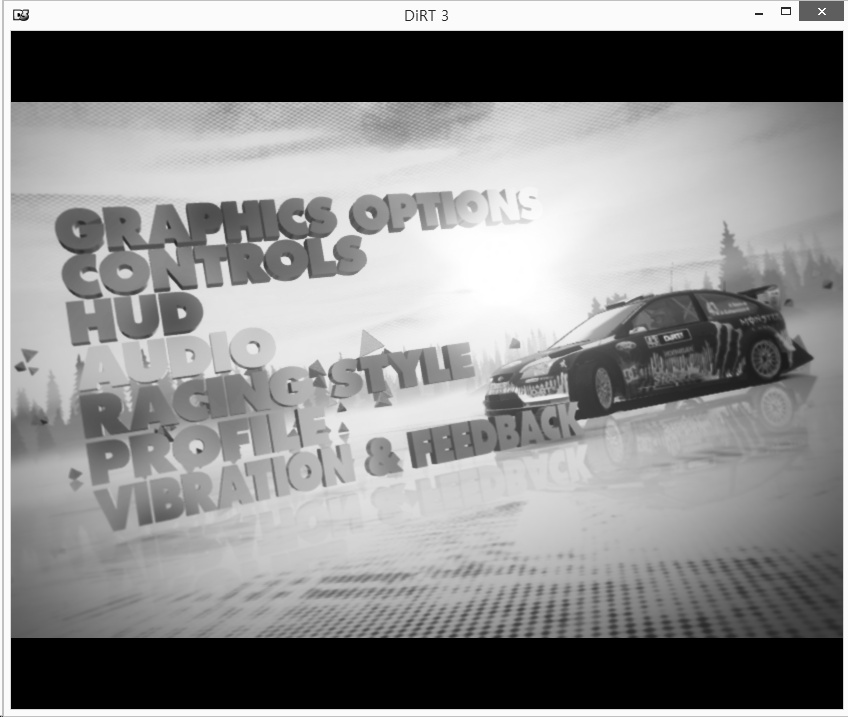 DiRT 3
GRAPHICS OPTIONS
CONTROLS
HUD
AUDIO
RACING STYLE
PROFILE
VIBRATION & FEEDBACK